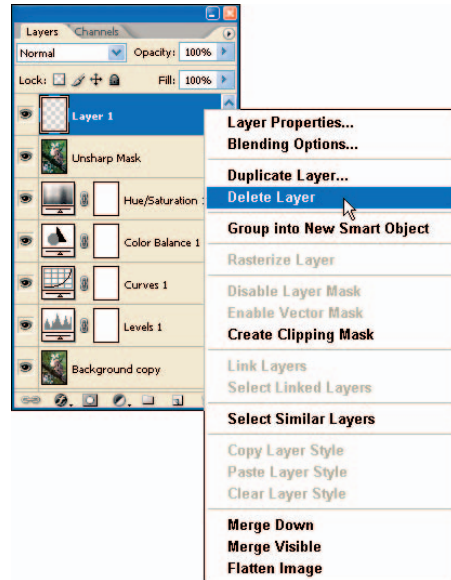 Layers Channels
Normal Opacity: 100%
Lock: Fill: 100%
Layer 1
Unsharp Mask
Hue/Saturation
Color Balance 1
Curves 1
Levels 1
Background copy
Layer Properties...
Blending Options...
Duplicate Layer...
Delete Layer
Group into New Smart Object
Rasterize Layer
Disable Layer Mask
Enable Vector Mask
Create Clipping Mask
Link Layers
Select Linked Layers
Select Similar Layers
Copy Layer Style
Paste Layer Style
Clear Layer Style
Merge Down
Merge Visible
Flatten Image